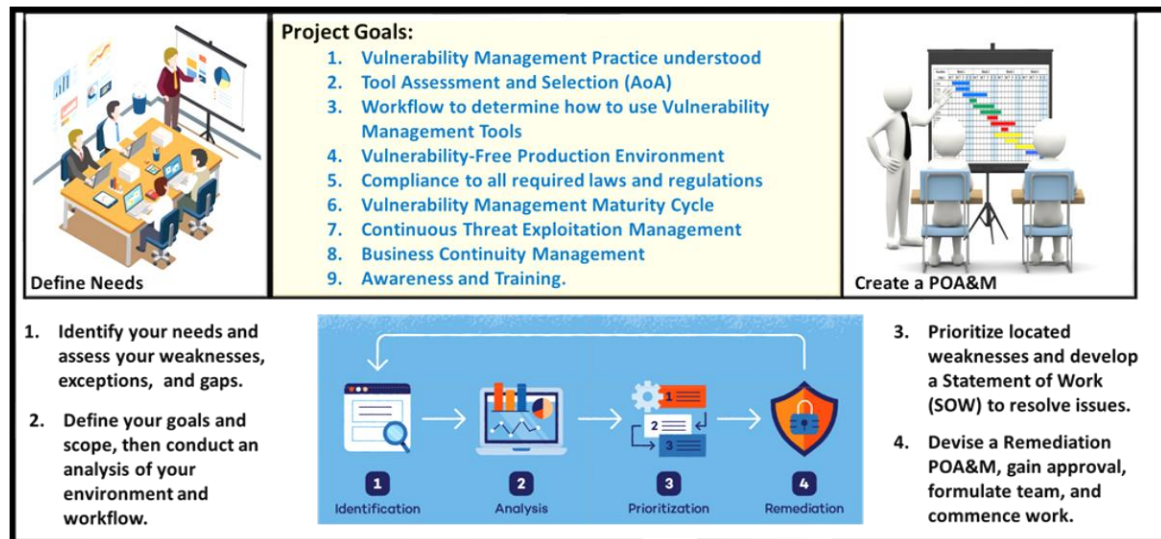 Project Goals:
1. Vulnerability Management Practice understood
2. Tool Assessment and Selection (AoA)
3. Workflow to determine how to use Vulnerability
Management Tools
4. Vulnerability-Free Production Environment
5. Compliance to all required laws and regulations
6. Vulnerability Management Maturity Cycle
7. Continuous Threat Exploitation Management
8. Business Continuity Management
9. Awareness and Training.
Define Needs
Create a POA&M
1. Identify your needs and
assess your weaknesses,
exceptions, and gaps.
2. Define your goals and
scope, then conduct an
analysis of your
environment and
workflow.
1
2
3
1
Identification
2
Analysis
3
Prioritization
4
Remediation
3. Prioritize located
weaknesses and develop
a Statement of Work
(SOW) to resolve issues.
4. Devise a Remediation
POA&M, gain approval,
formulate team, and
commence work.